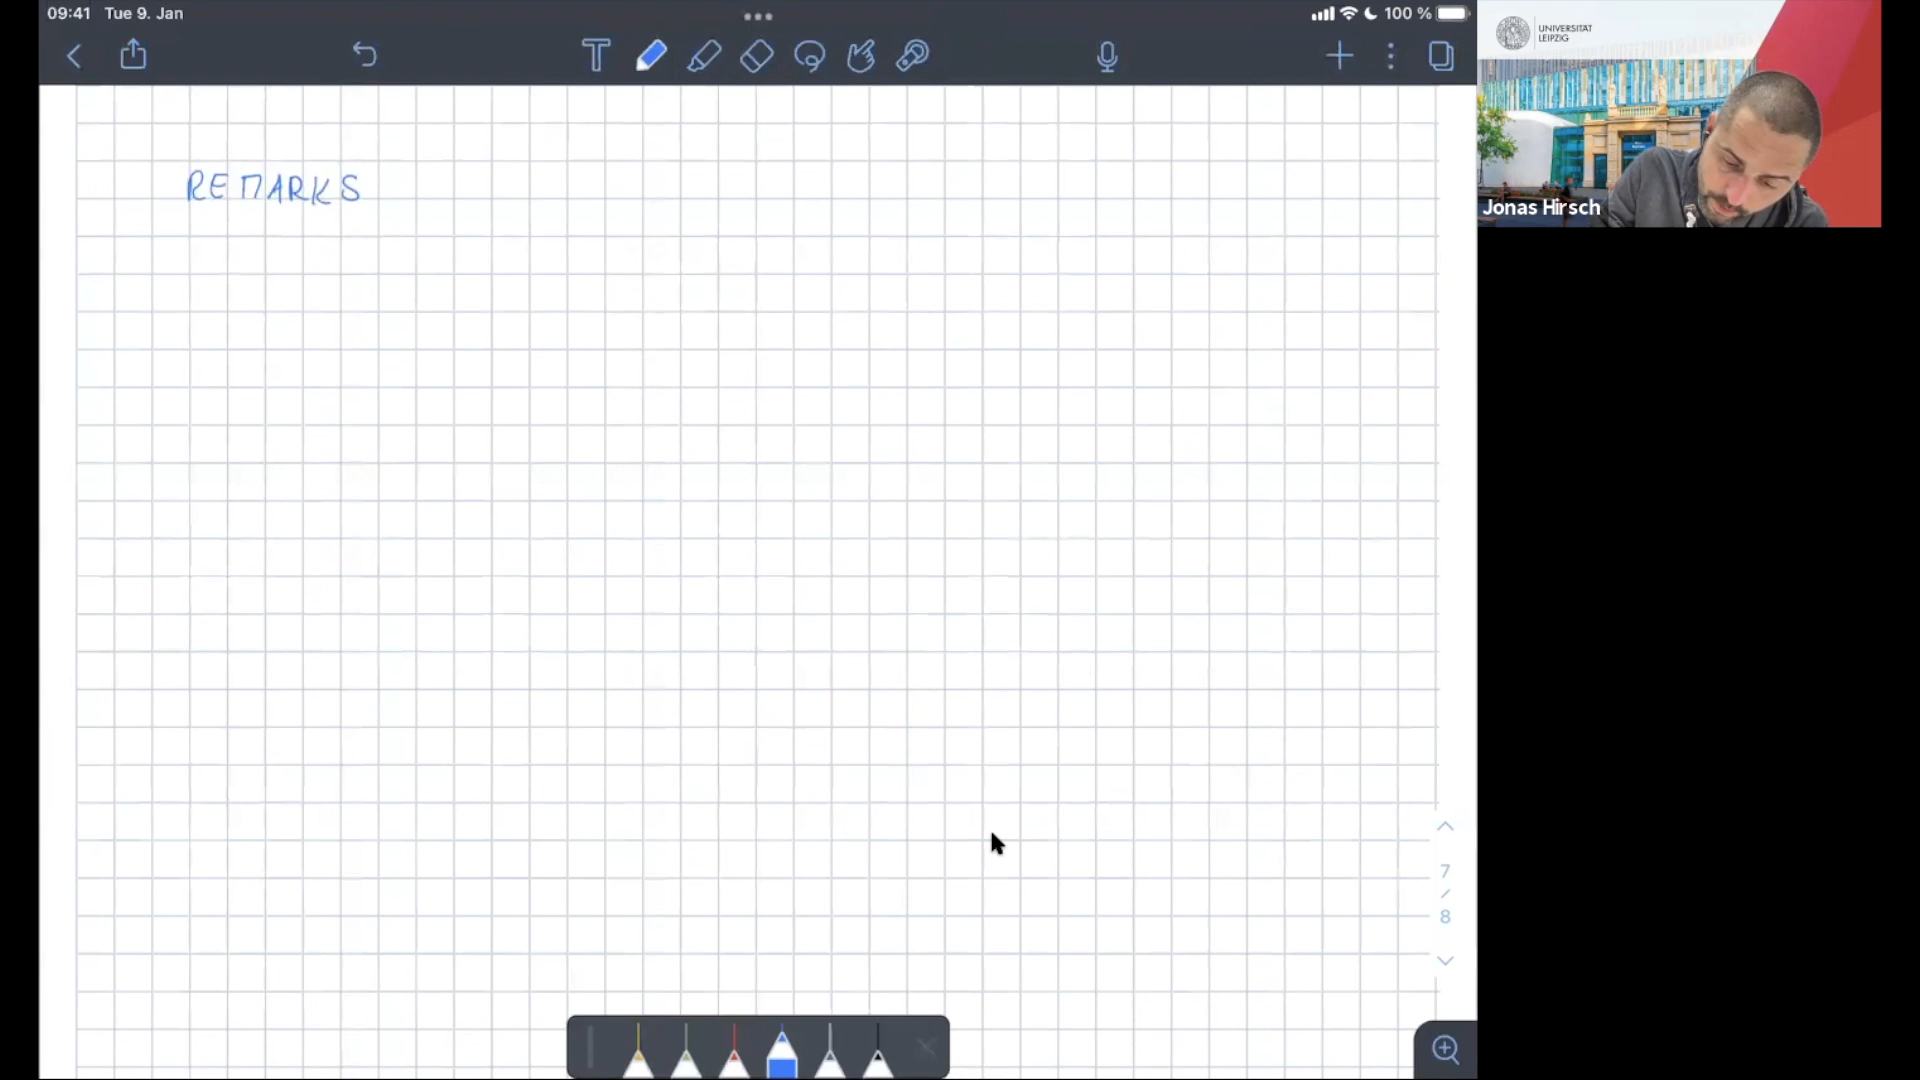 09:41 Tue 9. Jan
100 %
UNIVERSITÄT
LEIPZIG
Jonas Hirsch
REMARKS
7
/
8